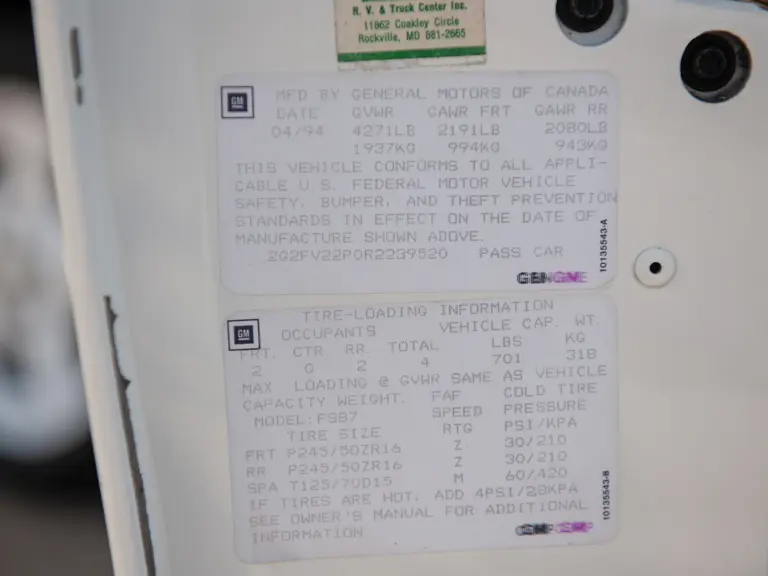 R. V. & Truck Center Inc.
11862 Coakley Circle
Rockville, MD 881-2665
GM
MFD BY GENERAL MOTORS OF CANADA
DATE GVWR GAWR FRT GAWR RR
04/94 4271LB 2191LB 2080LB
1937KG 994KG 943KG
THIS VEHICLE CONFORMS TO ALL APPLI-
CABLE U.S. FEDERAL MOTOR VEHICLE
SAFETY, BUMPER, AND THEFT PREVENTION
STANDARDS IN EFFECT ON THE DATE OF
MANUFACTURE SHOWN ABOVE.
2G2FV22P0R2239520 PASS CAR
10135543-A
GM
TIRE-LOADING INFORMATION
OCCUPANTS VEHICLE CAP. WT.
FRT. CTR RR. TOTAL LBS KG
2 0 2 4 701 318
MAX LOADING @ GVWR SAME AS VEHICLE
CAPACITY WEIGHT. FAF COLD TIRE
MODEL:FS87 SPEED PRESSURE
TIRE SIZE RTG PSI/KPA
FRT P245/50ZR16 Z 30/210
RR P245/50ZR16 Z 30/210
SPA T125/70D15 M 60/420
IF TIRES ARE HOT, ADD 4PSI/28KPA
SEE OWNER'S MANUAL FOR ADDITIONAL
INFORMATION
10135543-B